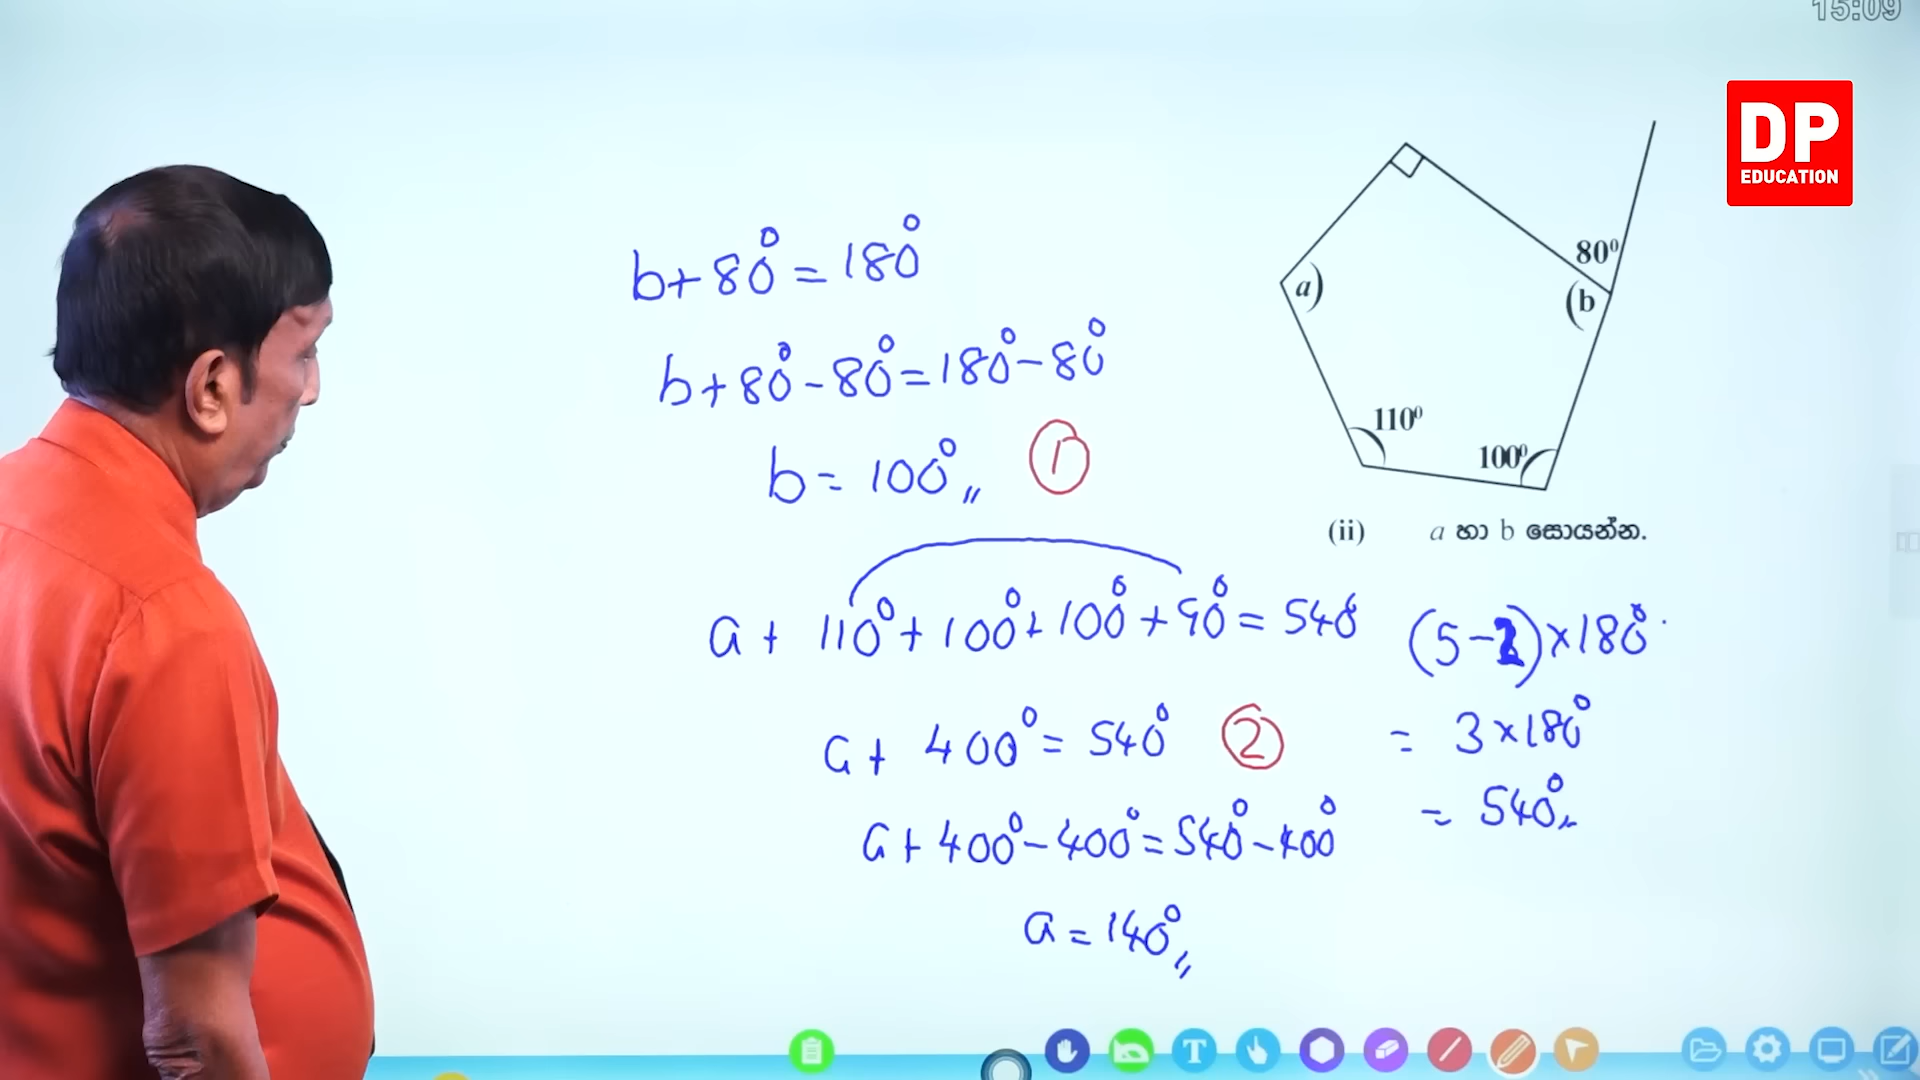 15:09
DP
EDUCATION
b+80°=180°
b+80°-80°=180°-80°
b=100°,, ①
80°
a)
(b
110°
100°
(ii) a හා b සොයන්න.
a+110°+100°+100°+90°=540° (5-2)×180°
a+400°=540° ② = 3×180°
a+400°-400°=540°-400° = 540°,,
a=140°,,
T